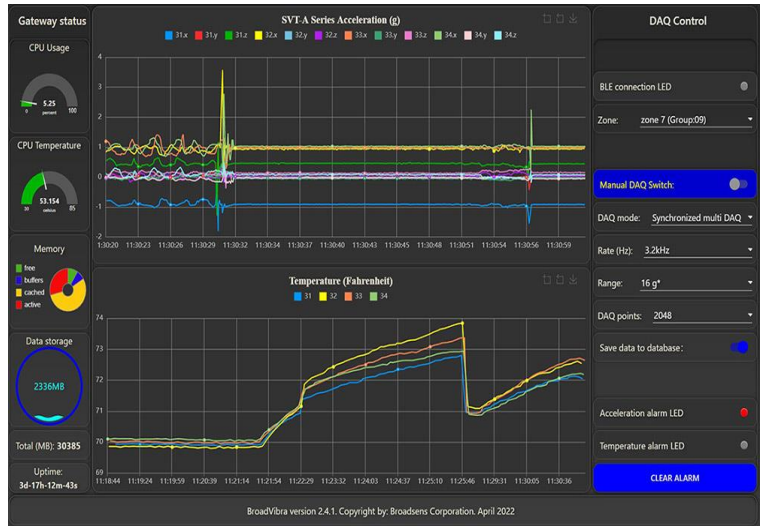 Gateway status
CPU Usage
5.25
percent
0
100
CPU Temperature
53.154
celsius
30
85
Memory
free
buffers
cached
active
Data storage
2336MB
Total (MB): 30385
Uptime:
3d-17h-12m-43s
SVT-A Series Acceleration (g)
31.x 31.y 31.z 32.x 32.y 32.z 33.x 33.y 33.z 34.x 34.y 34.z
4
3
2
1
0
-1
-2
11:30:20 11:30:23 11:30:26 11:30:29 11:30:32 11:30:34 11:30:37 11:30:40 11:30:43 11:30:45 11:30:48 11:30:51 11:30:54 11:30:56 11:30:59
Temperature (Fahrenheit)
31 32 33 34
74
73
72
71
70
69
11:18:44 11:19:24 11:19:59 11:20:39 11:21:19 11:21:54 11:22:29 11:23:12 11:23:52 11:24:03 11:24:37 11:25:10 11:25:46 11:29:31 11:30:05 11:30:36
DAQ Control
BLE connection LED
Zone: zone 7 (Group:09)
Manual DAQ Switch:
DAQ mode: Synchronized multi DAQ
Rate (Hz): 3.2kHz
Range: 16 g*
DAQ points: 2048
Save data to database:
Acceleration alarm LED
Temperature alarm LED
CLEAR ALARM
BroadVibra version 2.4.1. Copyright by: Broadsens Corporation. April 2022